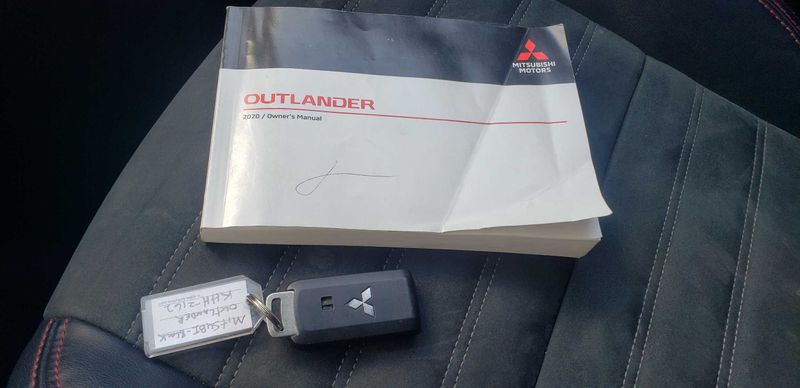 MITSUBISHI
MOTORS
OUTLANDER
2020 / Owner's Manual
OUTLANDER